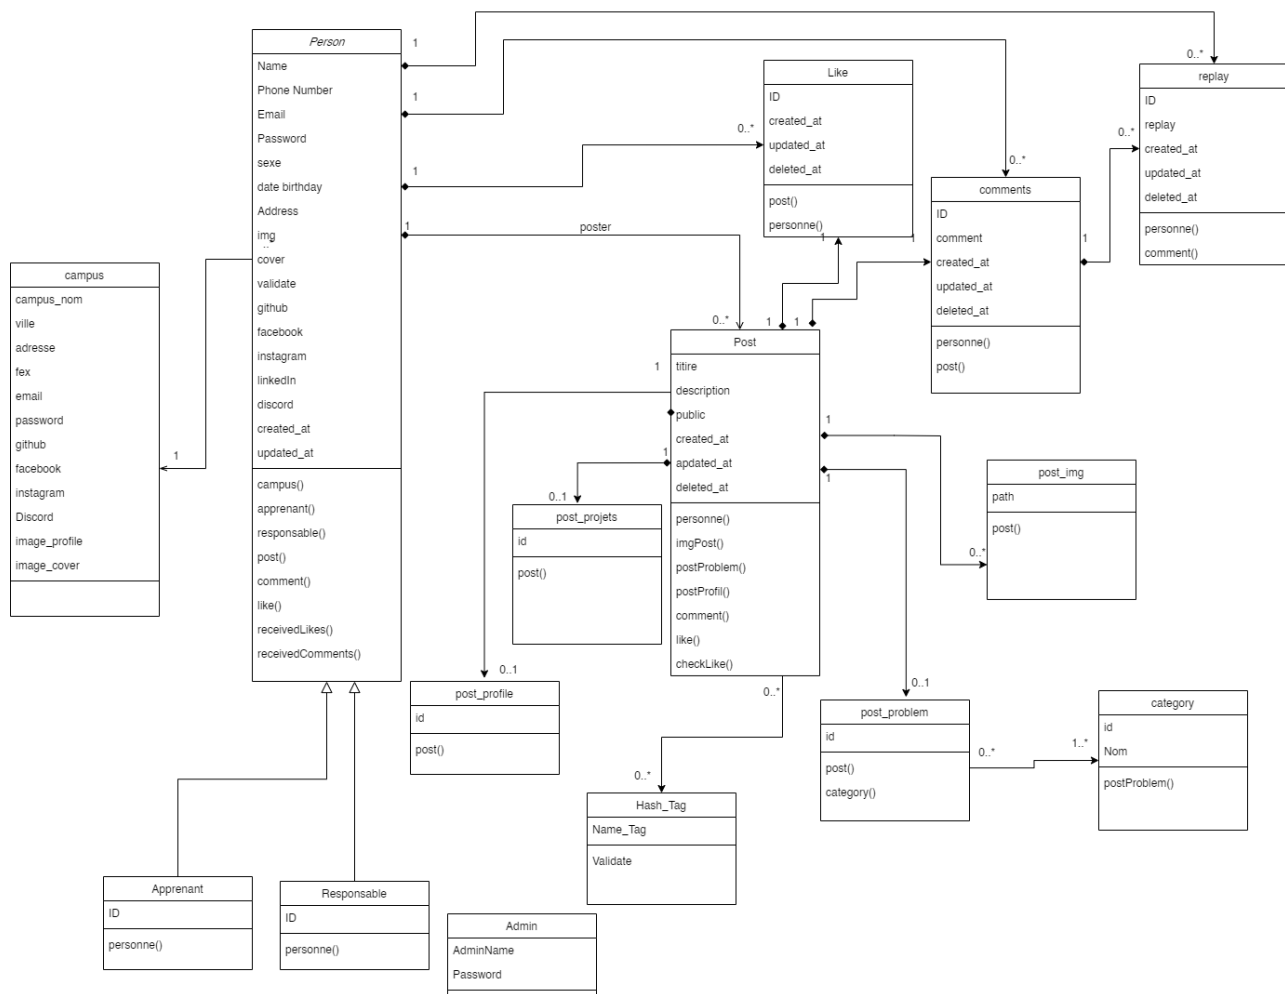 Person
Name
Phone Number
Email
Password
sexe
date birthday
Address
img
cover
validate
github
facebook
instagram
linkedIn
discord
created_at
updated_at
campus()
apprenant()
responsable()
post()
comment()
like()
receivedLikes()
receivedComments()
1
1
1
1
poster
0..*
0..*
0..*
0..*
campus
campus_nom
ville
adresse
fex
email
password
github
facebook
instagram
Discord
image_profile
image_cover
1
Like
ID
created_at
updated_at
deleted_at
post()
personne()
1
1
comments
ID
comment
created_at
updated_at
deleted_at
personne()
post()
1
1
1
0..*
replay
ID
replay
created_at
updated_at
deleted_at
personne()
comment()
Post
titire
description
public
created_at
apdated_at
deleted_at
personne()
imgPost()
postProblem()
postProfil()
comment()
like()
checkLike()
1
1
1
1
0..1
0..1
0..*
0..1
0..*
0..*
post_projets
id
post()
post_img
path
post()
post_profile
id
post()
post_problem
id
post()
category()
0..*
1..*
category
id
Nom
postProblem()
Hash_Tag
Name_Tag
Validate
Apprenant
ID
personne()
Responsable
ID
personne()
Admin
AdminName
Password